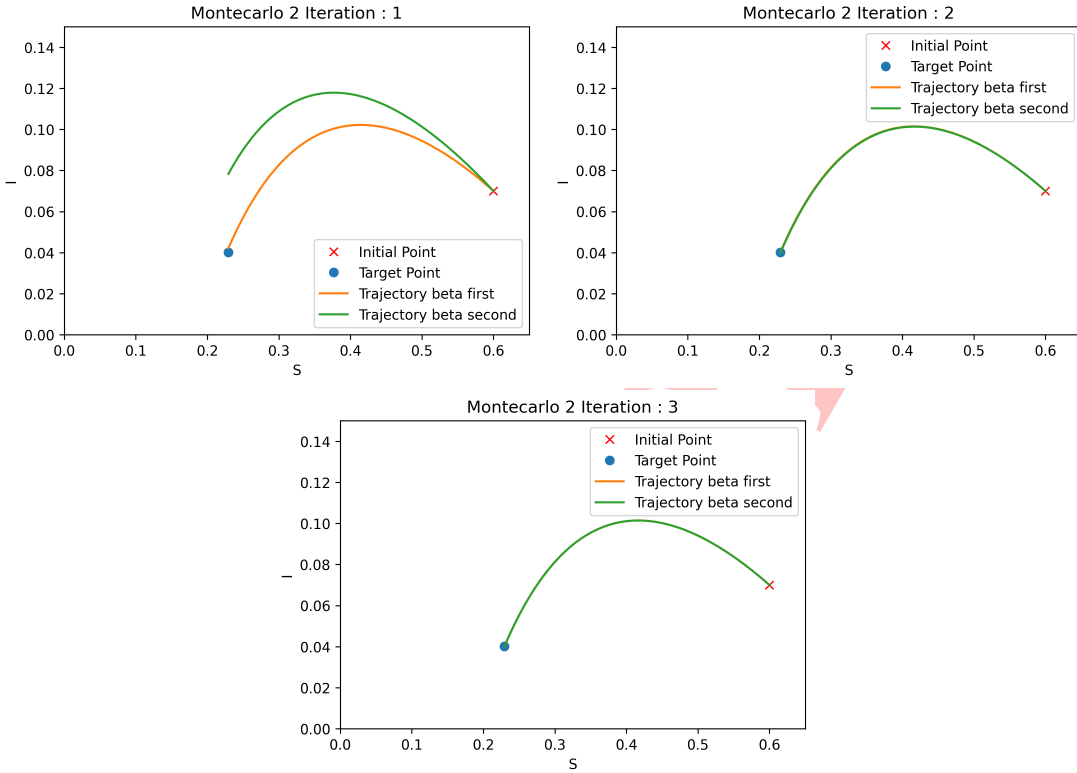 Montecarlo 2 Iteration : 1
0.14
0.12
0.10
0.08
0.06
0.04
0.02
0.00
I
Initial Point
Target Point
Trajectory beta first
Trajectory beta second
0.0 0.1 0.2 0.3 0.4 0.5 0.6
S
Montecarlo 2 Iteration : 2
0.14
0.12
0.10
0.08
0.06
0.04
0.02
0.00
I
Initial Point
Target Point
Trajectory beta first
Trajectory beta second
0.0 0.1 0.2 0.3 0.4 0.5 0.6
S
Montecarlo 2 Iteration : 3
0.14
0.12
0.10
0.08
0.06
0.04
0.02
0.00
I
Initial Point
Target Point
Trajectory beta first
Trajectory beta second
0.0 0.1 0.2 0.3 0.4 0.5 0.6
S